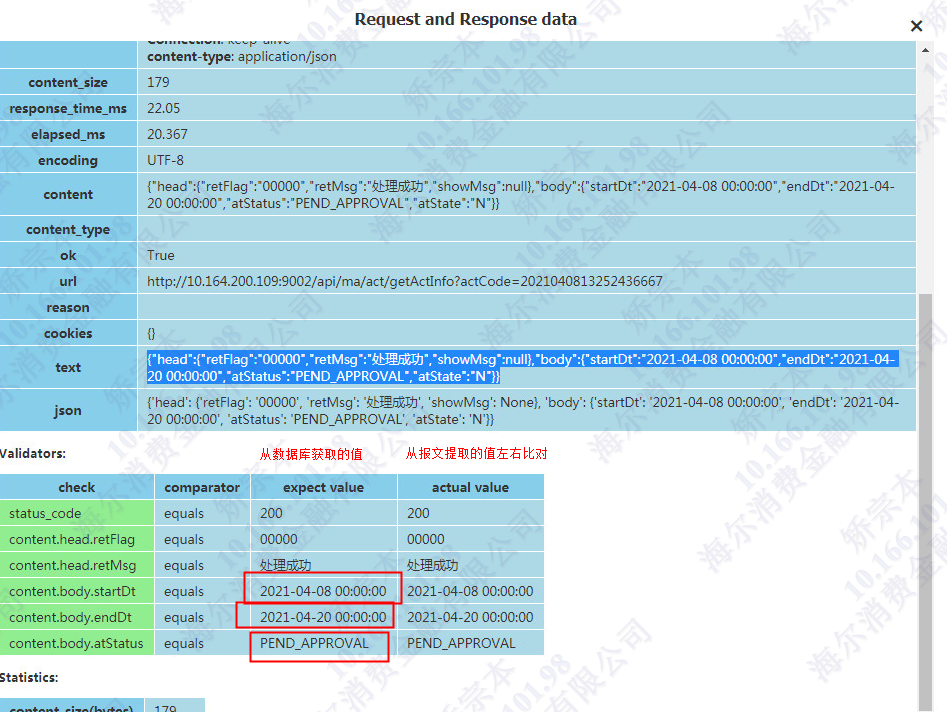 Request and Response data
Connection: keep-alive
content-type: application/json
content_size 179
response_time_ms 22.05
elapsed_ms 20.367
encoding UTF-8
content {"head":{"retFlag":"00000","retMsg":"处理成功","showMsg":null},"body":{"startDt":"2021-04-08 00:00:00","endDt":"2021-04-
20 00:00:00","atStatus":"PEND_APPROVAL","atState":"N"}}
content_type
ok True
url http://10.164.200.109:9002/api/ma/act/getActInfo?actCode=2021040813252436667
reason
cookies {}
text {"head":{"retFlag":"00000","retMsg":"处理成功","showMsg":null},"body":{"startDt":"2021-04-08 00:00:00","endDt":"2021-04-
20 00:00:00","atStatus":"PEND_APPROVAL","atState":"N"}}
json {'head': {'retFlag': '00000', 'retMsg': '处理成功', 'showMsg': None}, 'body': {'startDt': '2021-04-08 00:00:00', 'endDt': '2021-04-
20 00:00:00', 'atStatus': 'PEND_APPROVAL', 'atState': 'N'}}
Validators: 从数据库获取的值 从报文提取的值左右比对
check comparator expect value actual value
status_code equals 200 200
content.head.retFlag equals 00000 00000
content.head.retMsg equals 处理成功 处理成功
content.body.startDt equals 2021-04-08 00:00:00 2021-04-08 00:00:00
content.body.endDt equals 2021-04-20 00:00:00 2021-04-20 00:00:00
content.body.atStatus equals PEND_APPROVAL PEND_APPROVAL
Statistics:
content_size(bytes) 179
海尔消费金融有限公司
矫宗本
10.166.101.98